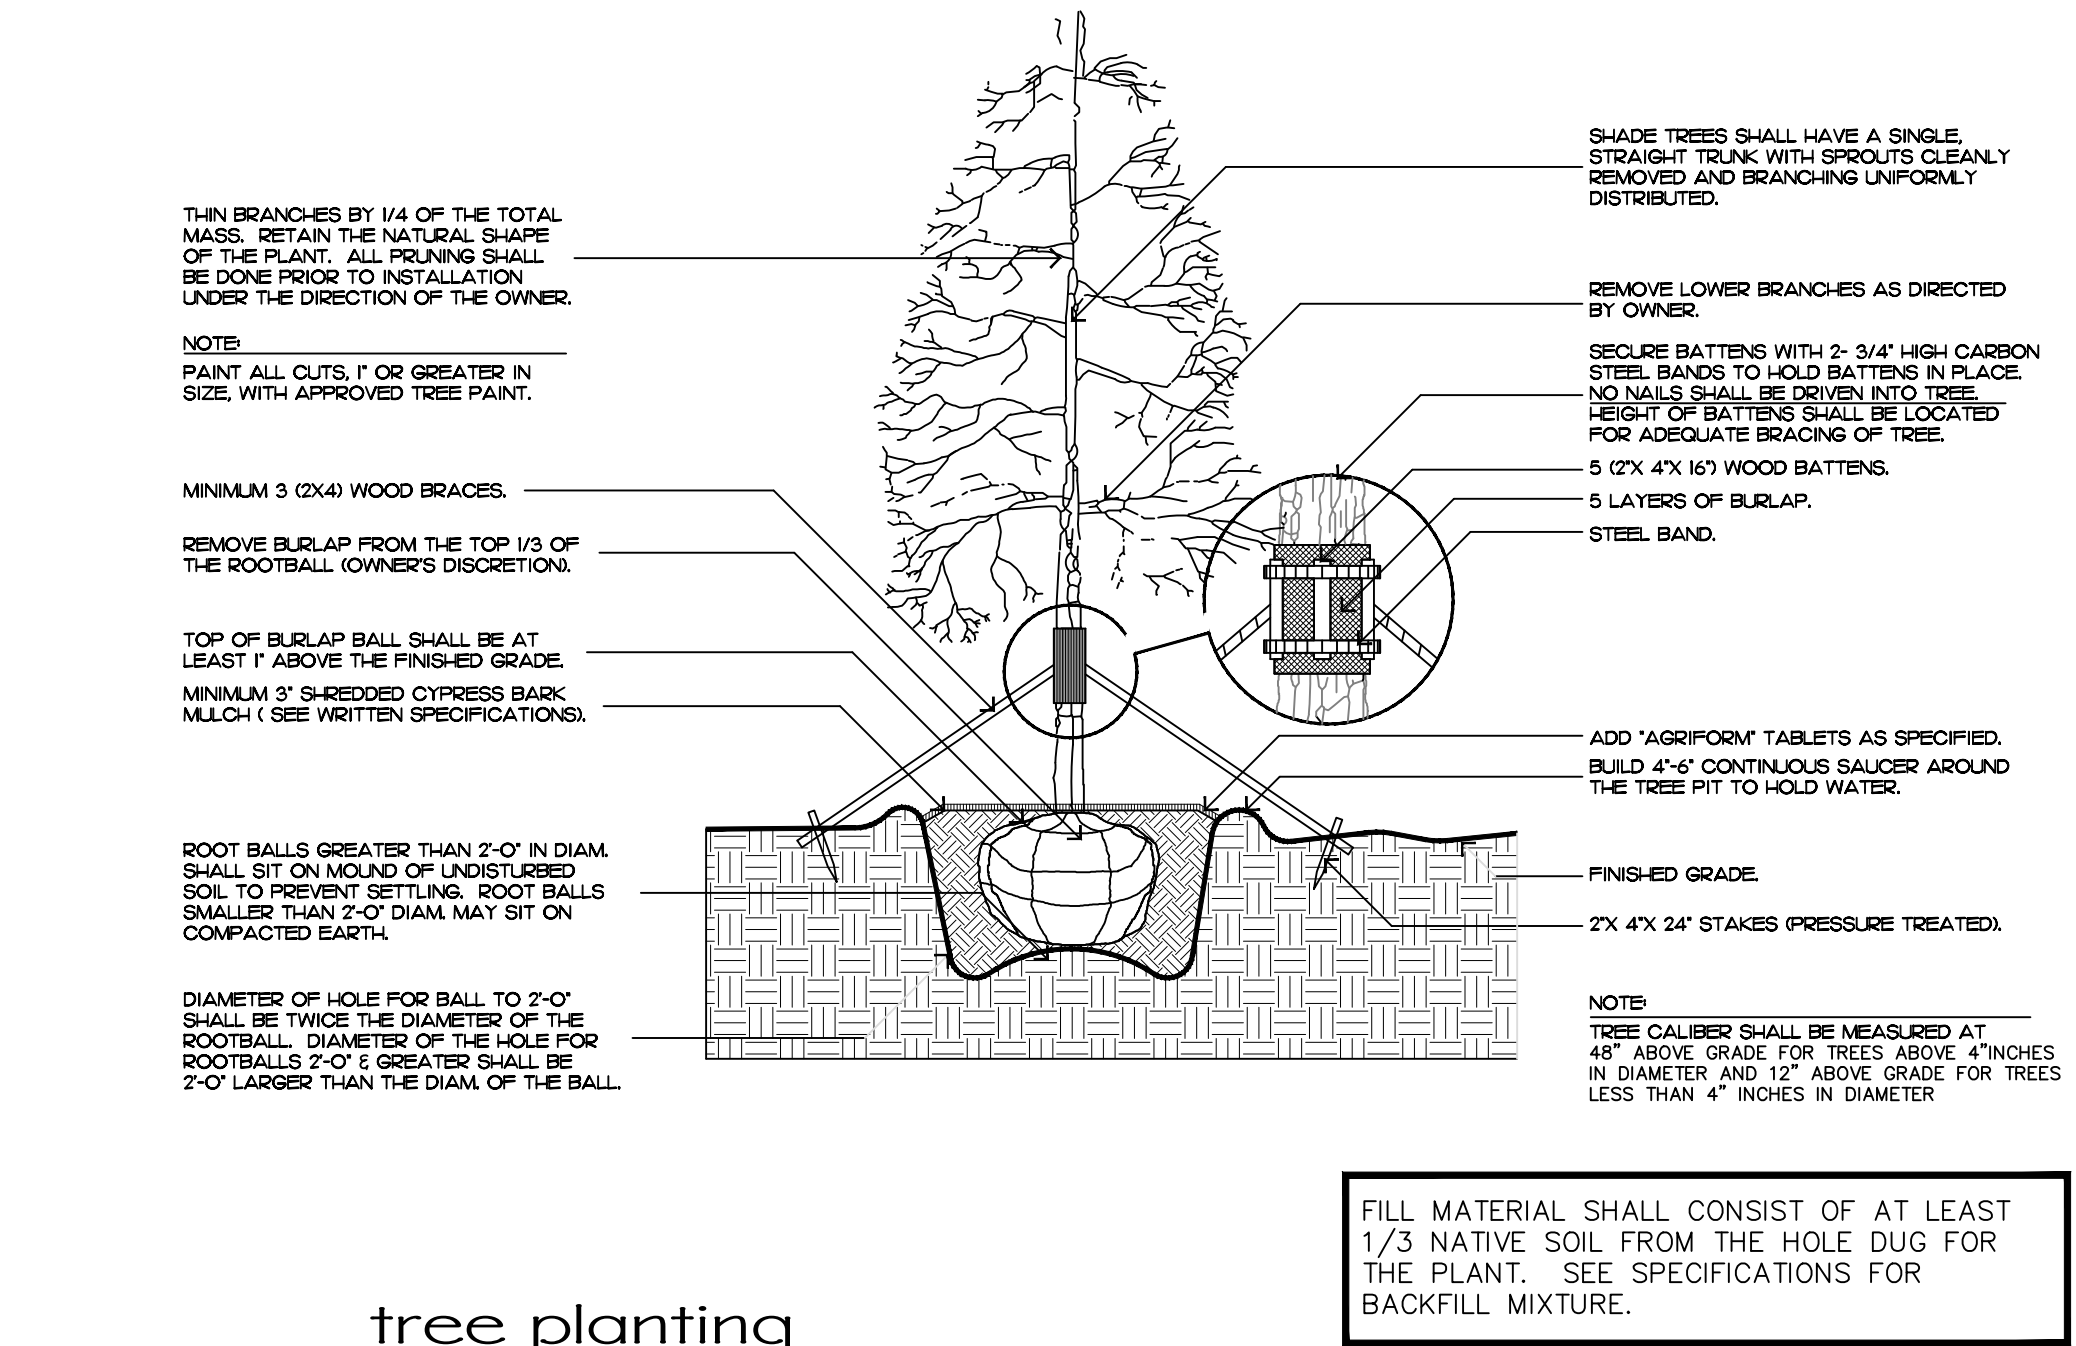 THIN BRANCHES BY 1/4 OF THE TOTAL
MASS. RETAIN THE NATURAL SHAPE
OF THE PLANT. ALL PRUNING SHALL
BE DONE PRIOR TO INSTALLATION
UNDER THE DIRECTION OF THE OWNER.
NOTE:
PAINT ALL CUTS, 1" OR GREATER IN
SIZE, WITH APPROVED TREE PAINT.
MINIMUM 3 (2X4) WOOD BRACES.
REMOVE BURLAP FROM THE TOP 1/3 OF
THE ROOTBALL (OWNER'S DISCRETION).
TOP OF BURLAP BALL SHALL BE AT
LEAST 1" ABOVE THE FINISHED GRADE.
MINIMUM 3" SHREDDED CYPRESS BARK
MULCH ( SEE WRITTEN SPECIFICATIONS).
ROOT BALLS GREATER THAN 2'-0" IN DIAM.
SHALL SIT ON MOUND OF UNDISTURBED
SOIL TO PREVENT SETTLING. ROOT BALLS
SMALLER THAN 2'-0" DIAM. MAY SIT ON
COMPACTED EARTH.
DIAMETER OF HOLE FOR BALL TO 2'-0"
SHALL BE TWICE THE DIAMETER OF THE
ROOTBALL. DIAMETER OF THE HOLE FOR
ROOTBALLS 2'-0" & GREATER SHALL BE
2'-0" LARGER THAN THE DIAM. OF THE BALL.
SHADE TREES SHALL HAVE A SINGLE,
STRAIGHT TRUNK WITH SPROUTS CLEANLY
REMOVED AND BRANCHING UNIFORMLY
DISTRIBUTED.
REMOVE LOWER BRANCHES AS DIRECTED
BY OWNER.
SECURE BATTENS WITH 2- 3/4" HIGH CARBON
STEEL BANDS TO HOLD BATTENS IN PLACE.
NO NAILS SHALL BE DRIVEN INTO TREE.
HEIGHT OF BATTENS SHALL BE LOCATED
FOR ADEQUATE BRACING OF TREE.
5 (2"X 4"X 16") WOOD BATTENS.
5 LAYERS OF BURLAP.
STEEL BAND.
ADD "AGRIFORM" TABLETS AS SPECIFIED.
BUILD 4"-6" CONTINUOUS SAUCER AROUND
THE TREE PIT TO HOLD WATER.
FINISHED GRADE.
2"X 4"X 24" STAKES (PRESSURE TREATED).
NOTE:
TREE CALIBER SHALL BE MEASURED AT
48" ABOVE GRADE FOR TREES ABOVE 4"INCHES
IN DIAMETER AND 12" ABOVE GRADE FOR TREES
LESS THAN 4" INCHES IN DIAMETER
FILL MATERIAL SHALL CONSIST OF AT LEAST
1/3 NATIVE SOIL FROM THE HOLE DUG FOR
THE PLANT. SEE SPECIFICATIONS FOR
BACKFILL MIXTURE.
tree planting